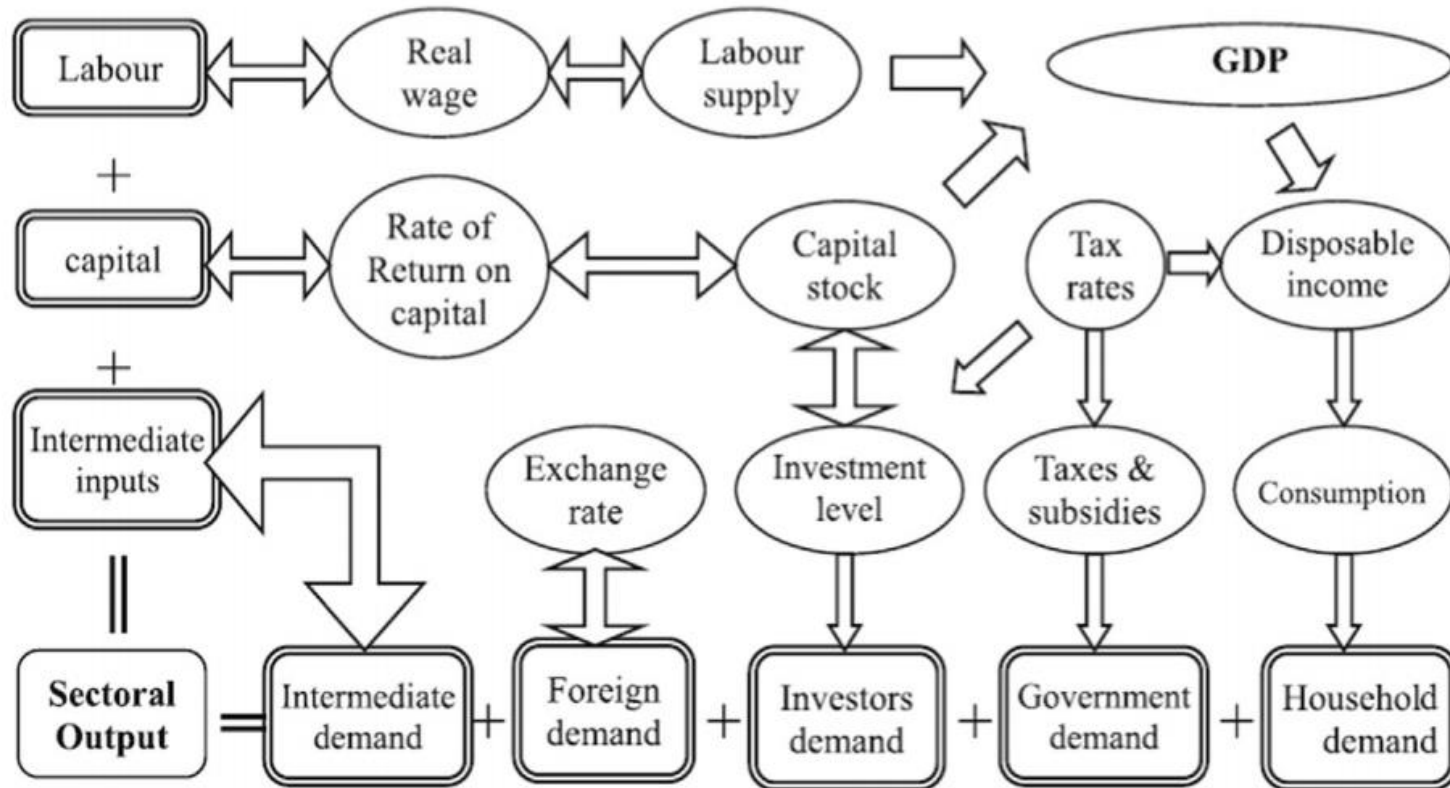 Labour
Real
wage
Labour
supply
GDP
+
capital
Rate of
Return on
capital
Capital
stock
Tax
rates
Disposable
income
+
Intermediate
inputs
Exchange
rate
Investment
level
Taxes &
subsidies
Consumption
Sectoral
Output
=
Intermediate
demand
+
Foreign
demand
+
Investors
demand
+
Government
demand
+
Household
demand